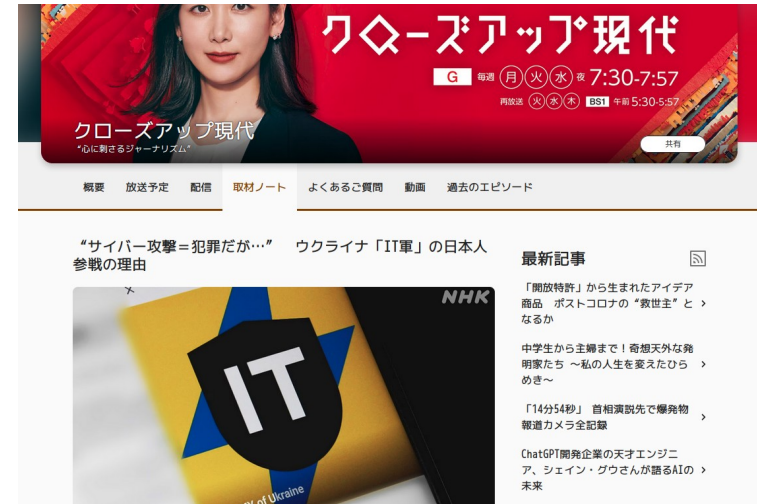 クローズアップ現代
G 毎週 月 火 水 夜 7:30-7:57
再放送 火 水 木 BS1 午前 5:30-5:57
クローズアップ現代
“心に刺さるジャーナリズム”
共有
概要 放送予定 配信 取材ノート よくあるご質問 動画 過去のエピソード
“サイバー攻撃=犯罪だが…” ウクライナ「IT軍」の日本人
参戦の理由
NHK
IT
of Ukraine
最新記事
「開放特許」から生まれたアイデア
商品 ポストコロナの“救世主”と
なるか
中学生から主婦まで！奇想天外な発
明家たち ～私の人生を変えたひら
めき～
「14分54秒」 首相演説先で爆発物
報道カメラ全記録
ChatGPT開発企業の天才エンジニ
ア、シェイン・グウさんが語るAIの
未来